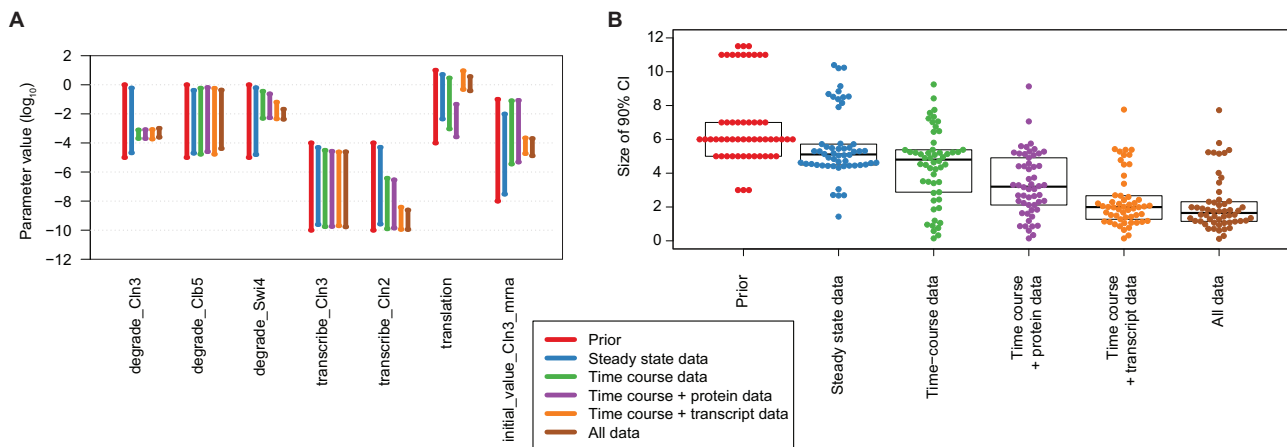 A
Parameter value (log10)
2
0
−2
−4
−6
−8
−10
−12
degrade_Cln3
degrade_Clb5
degrade_Swi4
transcribe_Cln3
transcribe_Cln2
translation
initial_value_Cln3_mrna
Prior
Steady state data
Time course data
Time course + protein data
Time course + transcript data
All data
B
Size of 90% CI
12
10
8
6
4
2
0
Prior
Steady state data
Time−course data
Time course
+ protein data
Time course
+ transcript data
All data